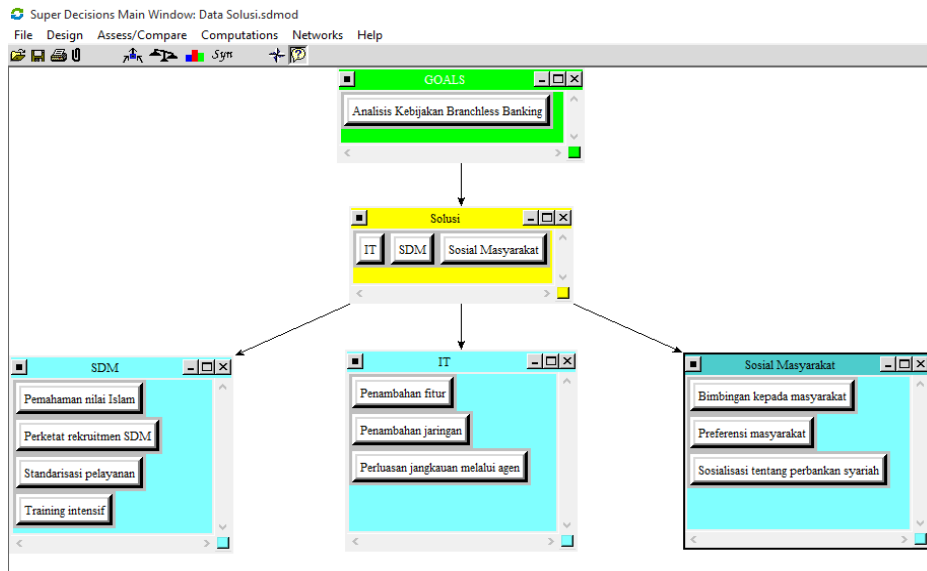 Super Decisions Main Window: Data Solusi.sdmod
File Design Assess/Compare Computations Networks Help
Syn
GOALS
Analisis Kebijakan Branchless Banking
Solusi
IT SDM Sosial Masyarakat
SDM
Pemahaman nilai Islam
Perketat rekruitmen SDM
Standarisasi pelayanan
Training intensif
IT
Penambahan fitur
Penambahan jaringan
Perluasan jangkauan melalui agen
Sosial Masyarakat
Bimbingan kepada masyarakat
Preferensi masyarakat
Sosialisasi tentang perbankan syariah